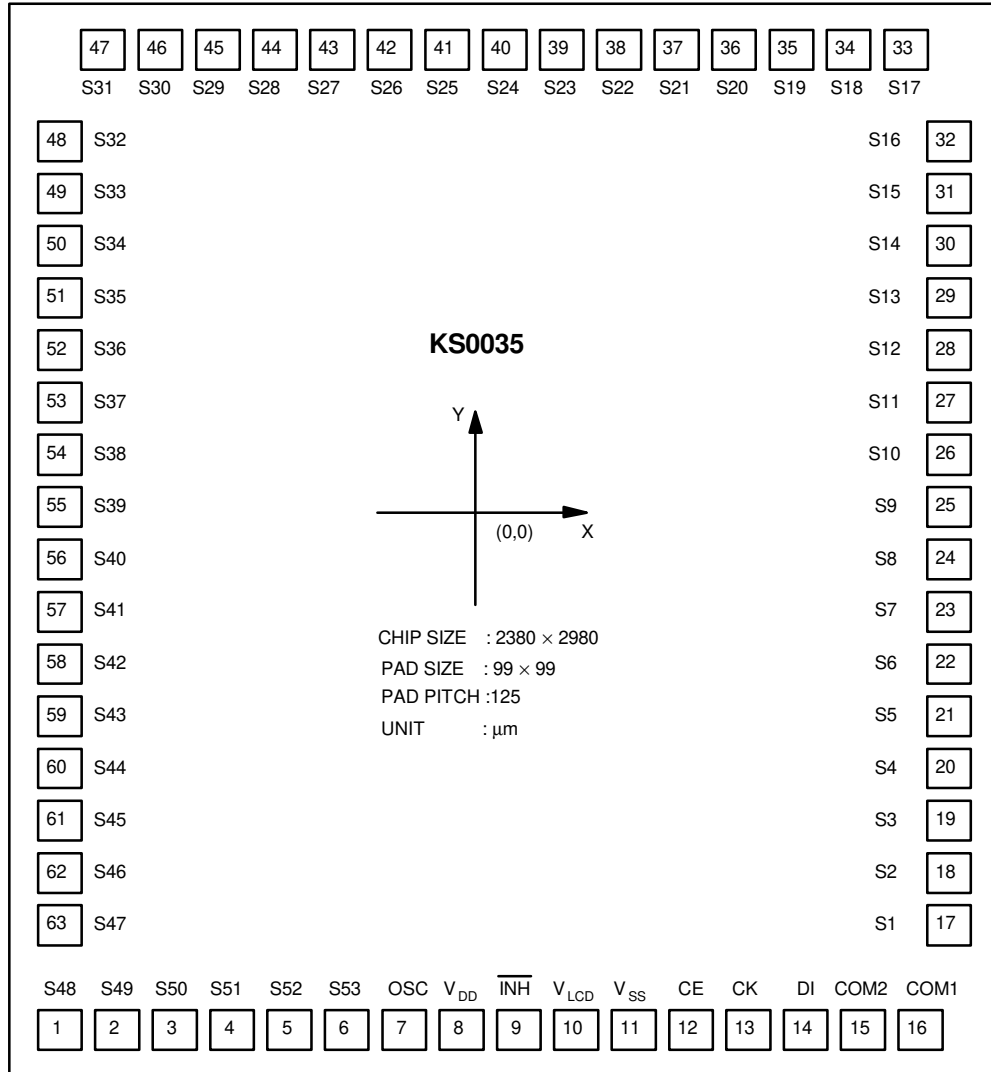 47 46 45 44 43 42 41 40 39 38 37 36 35 34 33
S31 S30 S29 S28 S27 S26 S25 S24 S23 S22 S21 S20 S19 S18 S17
48 S32 S16 32
49 S33 S15 31
50 S34 S14 30
51 S35 S13 29
KS0035
52 S36 S12 28
53 S37 S11 27
Y
54 S38 S10 26
55 S39 S9 25
(0,0) X
56 S40 S8 24
57 S41 S7 23
CHIP SIZE : 2380 × 2980
58 S42 S6 22
PAD SIZE : 99 × 99
PAD PITCH :125
59 S43 S5 21
UNIT : μm
60 S44 S4 20
61 S45 S3 19
62 S46 S2 18
63 S47 S1 17
S48 S49 S50 S51 S52 S53 OSC VDD INH VLCD VSS CE CK DI COM2 COM1
1 2 3 4 5 6 7 8 9 10 11 12 13 14 15 16